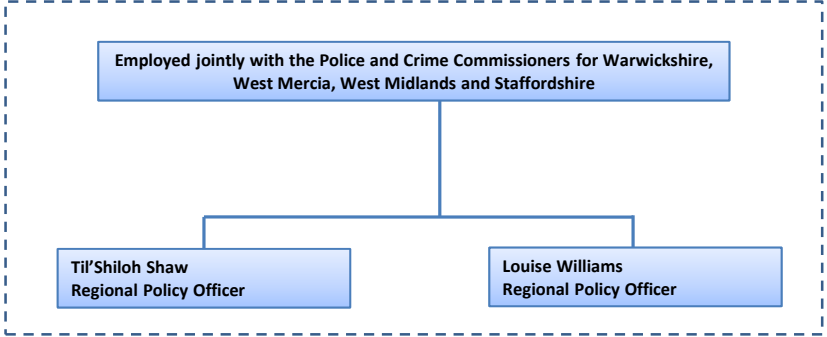 Employed jointly with the Police and Crime Commissioners for Warwickshire,
West Mercia, West Midlands and Staffordshire
Til’Shiloh Shaw
Regional Policy Officer
Louise Williams
Regional Policy Officer